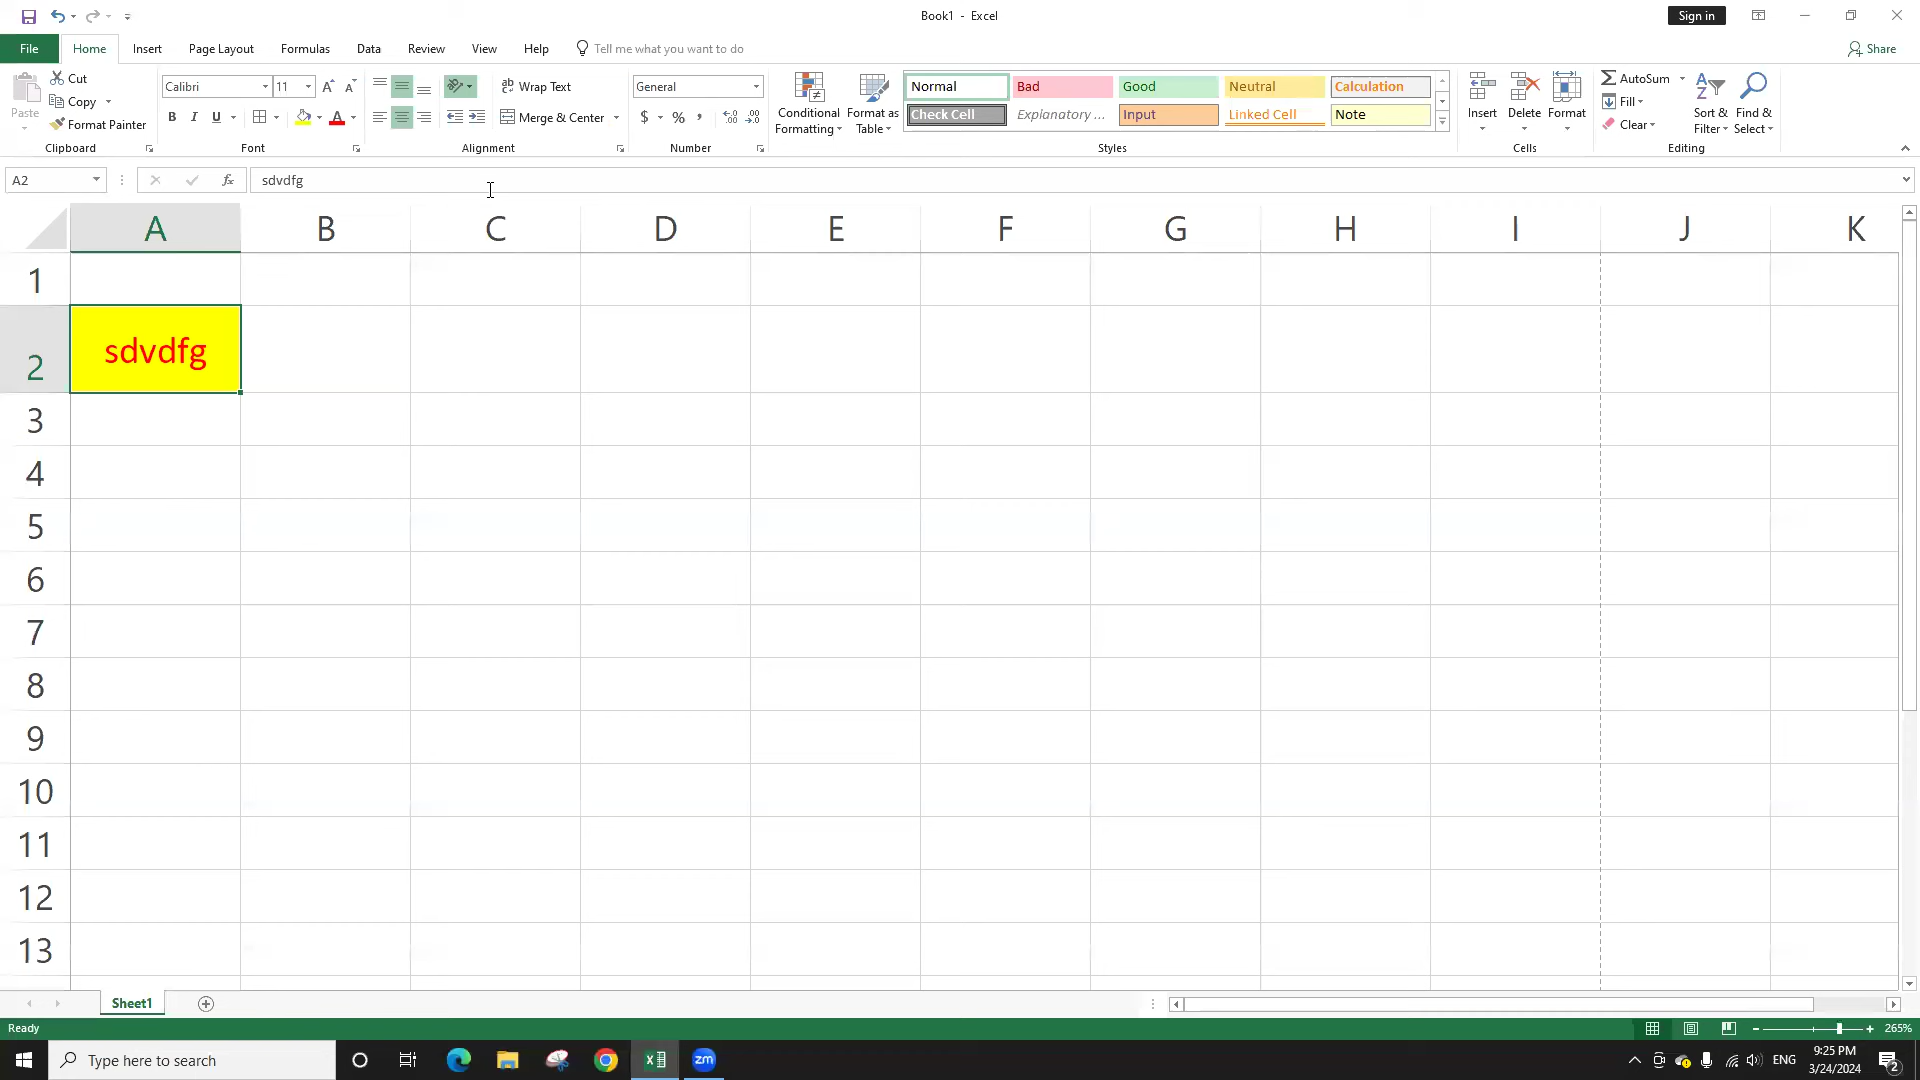 Book1 - Excel
Sign in
File
Home
Insert
Page Layout
Formulas
Data
Review
View
Help
Tell me what you want to do
Share
Paste
Cut
Copy
Format Painter
Clipboard
Calibri
11
B I U
Font
Wrap Text
Merge & Center
Alignment
General
$ % ,
Number
Conditional
Formatting
Format as
Table
Normal
Bad
Good
Neutral
Calculation
Check Cell
Explanatory ...
Input
Linked Cell
Note
Styles
Insert
Delete
Format
Cells
AutoSum
Fill
Clear
Sort &
Filter
Find &
Select
Editing
A2
fx
sdvdfg
A B C D E F G H I J K
1
2
sdvdfg
3
4
5
6
7
8
9
10
11
12
13
Sheet1
Ready
265%
Type here to search
zm
ENG
9:25 PM
3/24/2024
2